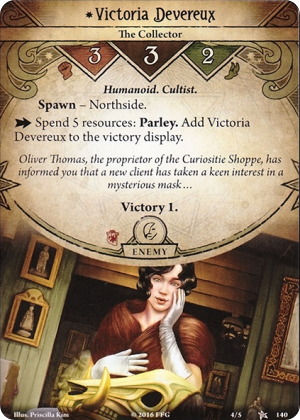 Victoria Devereux
The Collector
3 3 2
Humanoid. Cultist.
Spawn – Northside.
Spend 5 resources: Parley. Add Victoria
Devereux to the victory display.
Oliver Thomas, the proprietor of the Curiositie Shoppe, has
informed you that a new client has taken a keen interest in a
mysterious mask…
Victory 1.
ENEMY
Illus. Priscilla Kim
© 2016 FFG
4/5
140